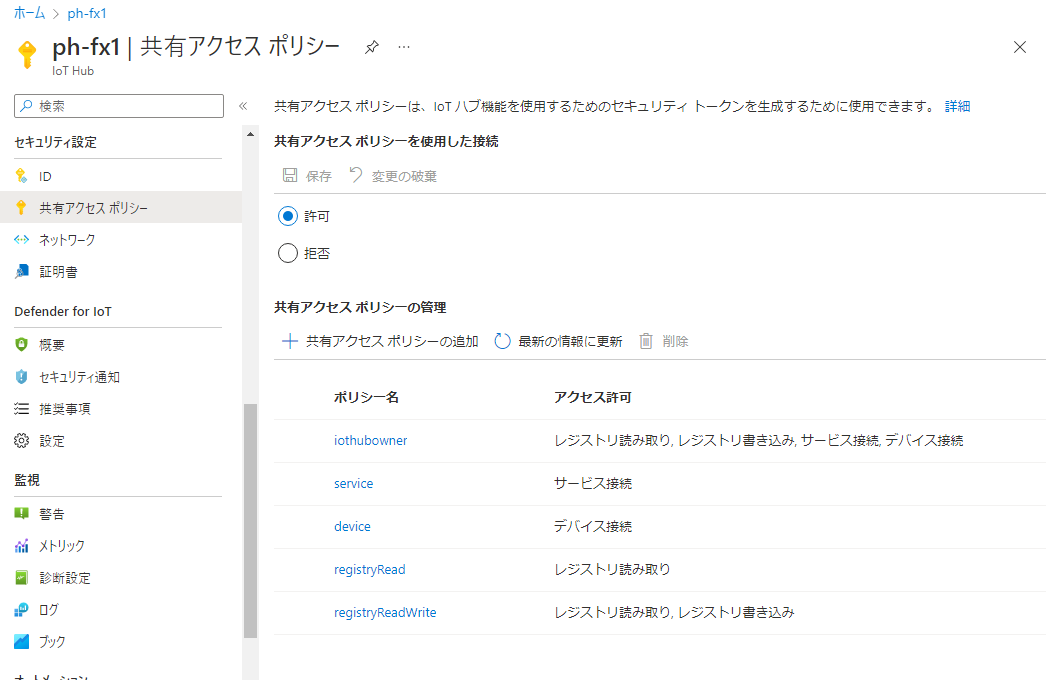 ホーム > ph-fx1
ph-fx1 | 共有アクセス ポリシー ...
IoT Hub
検索
«
セキュリティ設定
ID
共有アクセス ポリシー
ネットワーク
証明書
Defender for IoT
概要
セキュリティ通知
推奨事項
設定
監視
警告
メトリック
診断設定
ログ
ブック
オートメーション
共有アクセス ポリシーは、IoT ハブ機能を使用するためのセキュリティ トークンを生成するために使用できます。 詳細
共有アクセス ポリシーを使用した接続
保存 変更の破棄
許可
拒否
共有アクセス ポリシーの管理
共有アクセス ポリシーの追加 最新の情報に更新 削除
ポリシー名 アクセス許可
iothubowner レジストリ読み取り, レジストリ書き込み, サービス接続, デバイス接続
service サービス接続
device デバイス接続
registryRead レジストリ読み取り
registryReadWrite レジストリ読み取り, レジストリ書き込み